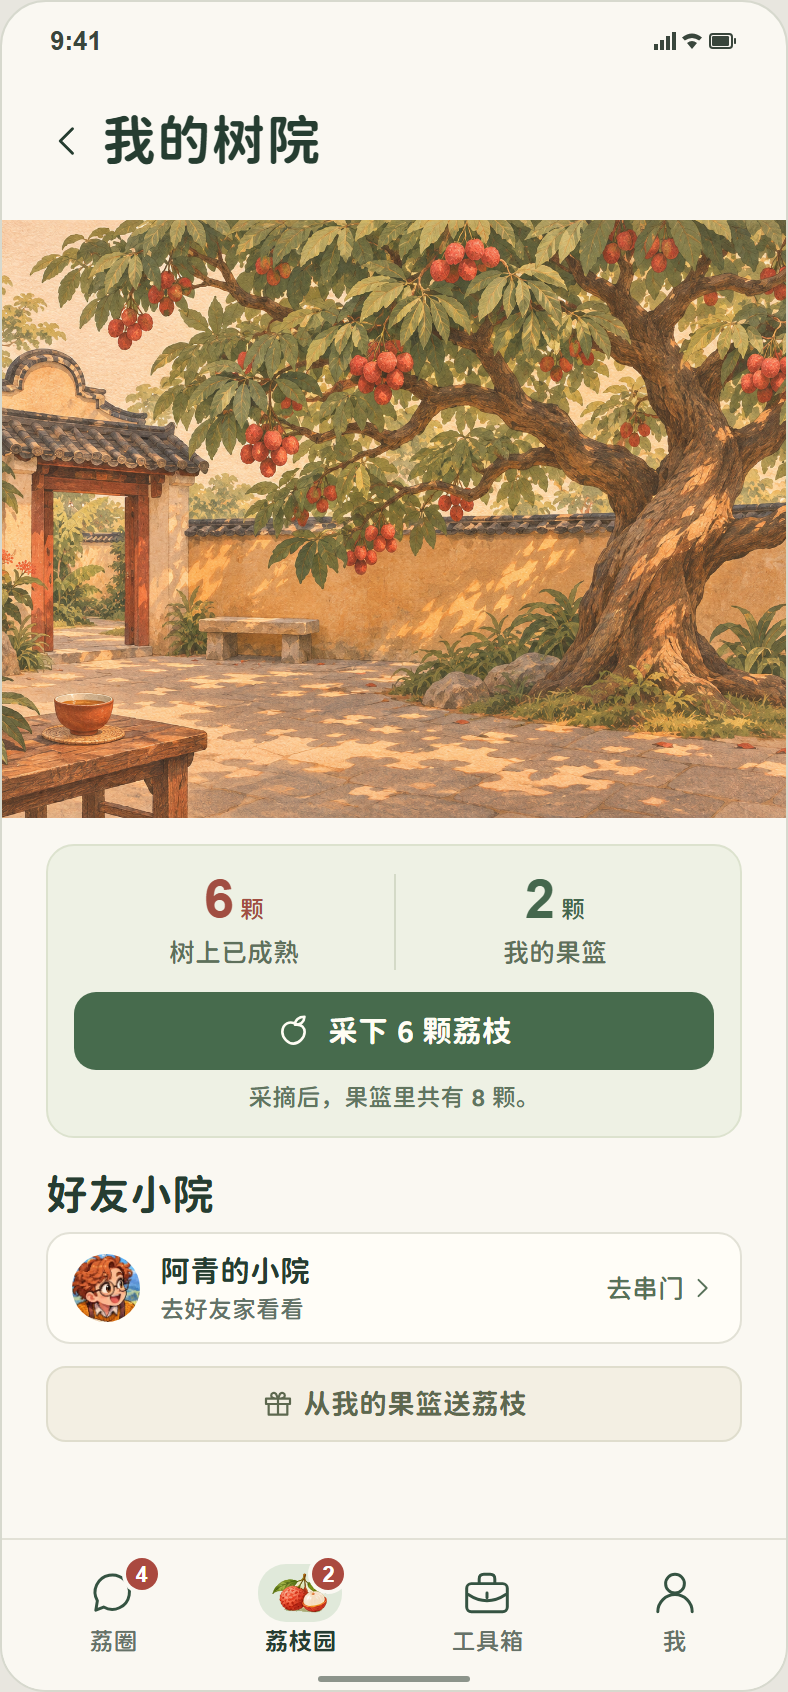 9:41
我的树院
6 颗
树上已成熟
2 颗
我的果篮
采下 6 颗荔枝
采摘后，果篮里共有 8 颗。
好友小院
阿青的小院
去好友家看看
去串门
从我的果篮送荔枝
4
荔圈
2
荔枝园
工具箱
我